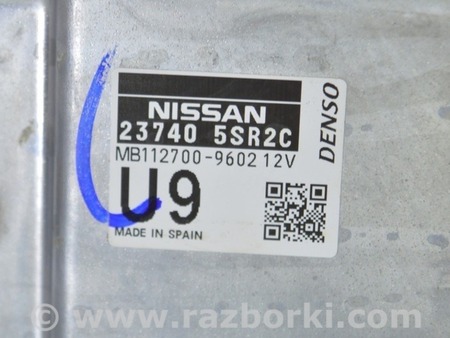 NISSAN
23740 5SR2C
MB112700-9602 12V
U9
MADE IN SPAIN
DENSO
© www.razborki.com